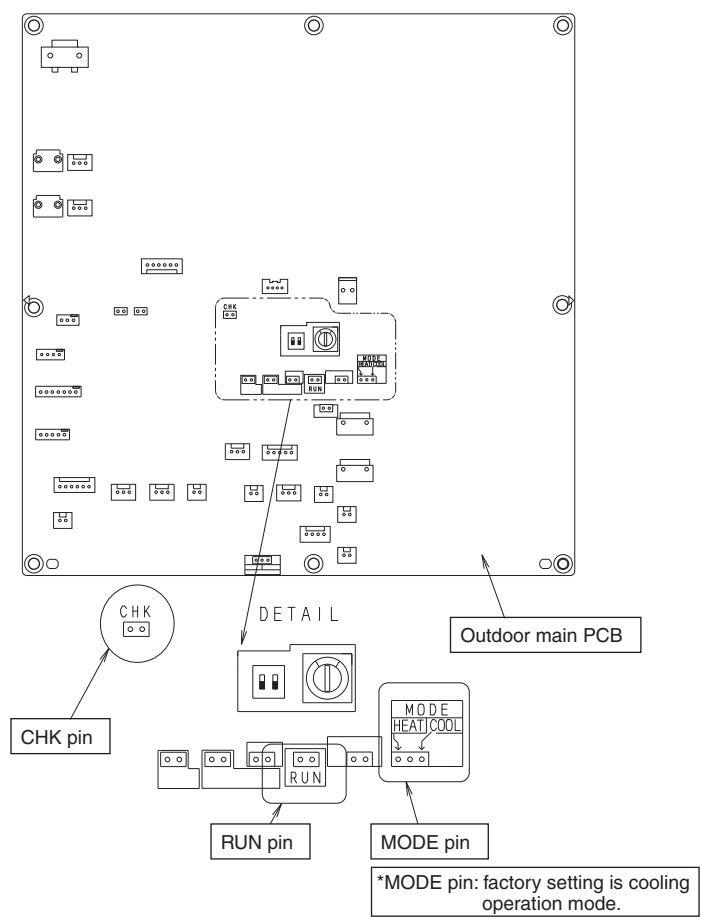 CHK
MODE
HEAT COOL
RUN
DETAIL
CHK
Outdoor main PCB
MODE
HEAT COOL
CHK pin
RUN
RUN pin
MODE pin
*MODE pin: factory setting is cooling
operation mode.